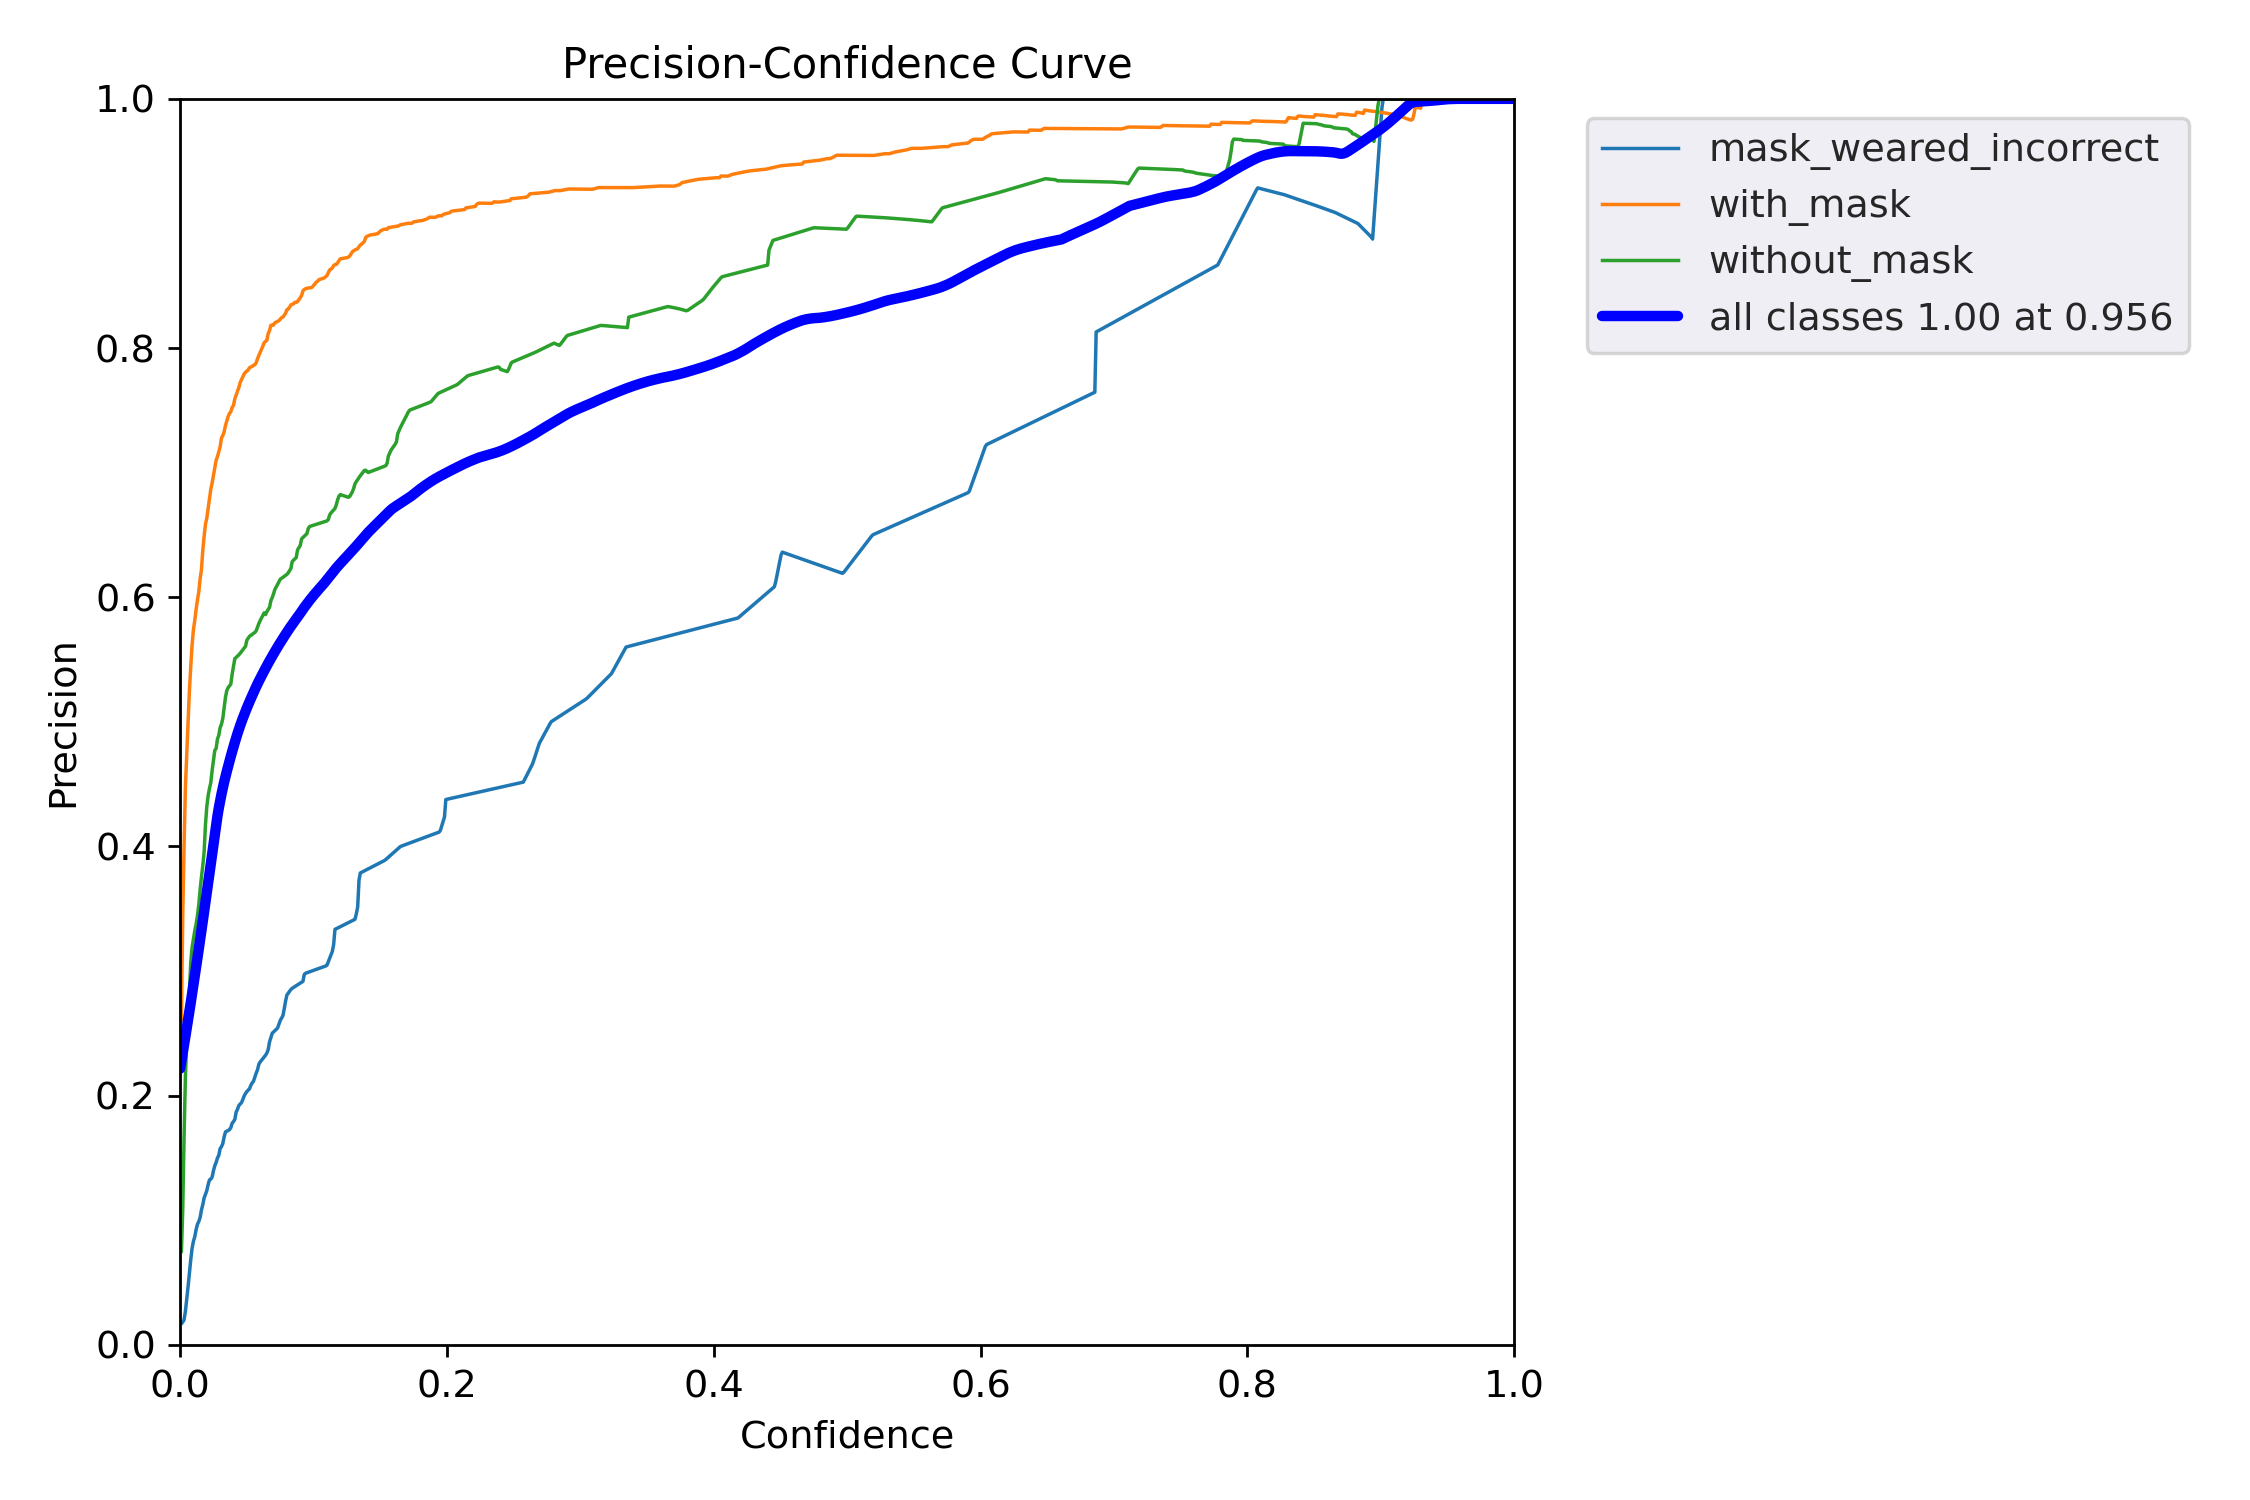 Precision-Confidence Curve
1.0
0.8
0.6
0.4
0.2
0.0
Precision
0.0 0.2 0.4 0.6 0.8 1.0
Confidence
mask_weared_incorrect
with_mask
without_mask
all classes 1.00 at 0.956